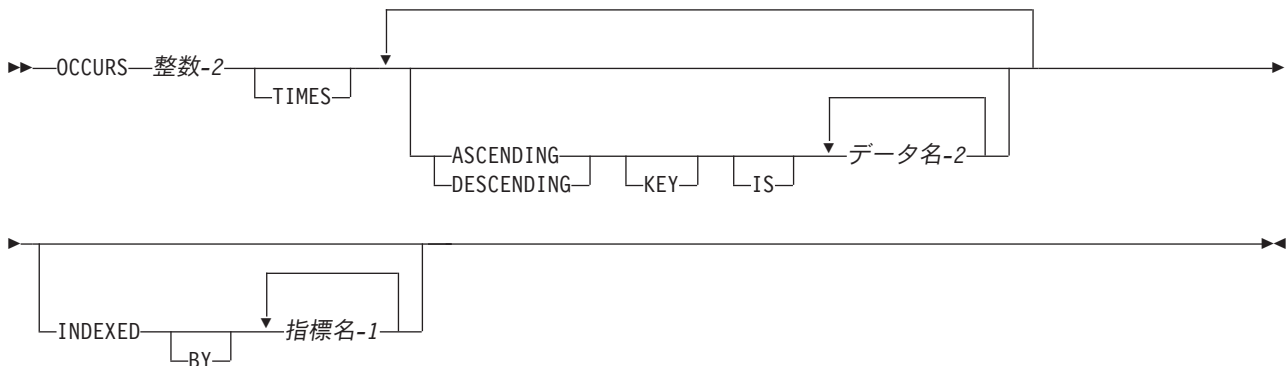 OCCURS 整数-2
TIMES
ASCENDING データ名-2
DESCENDING KEY IS
INDEXED 指標名-1
BY